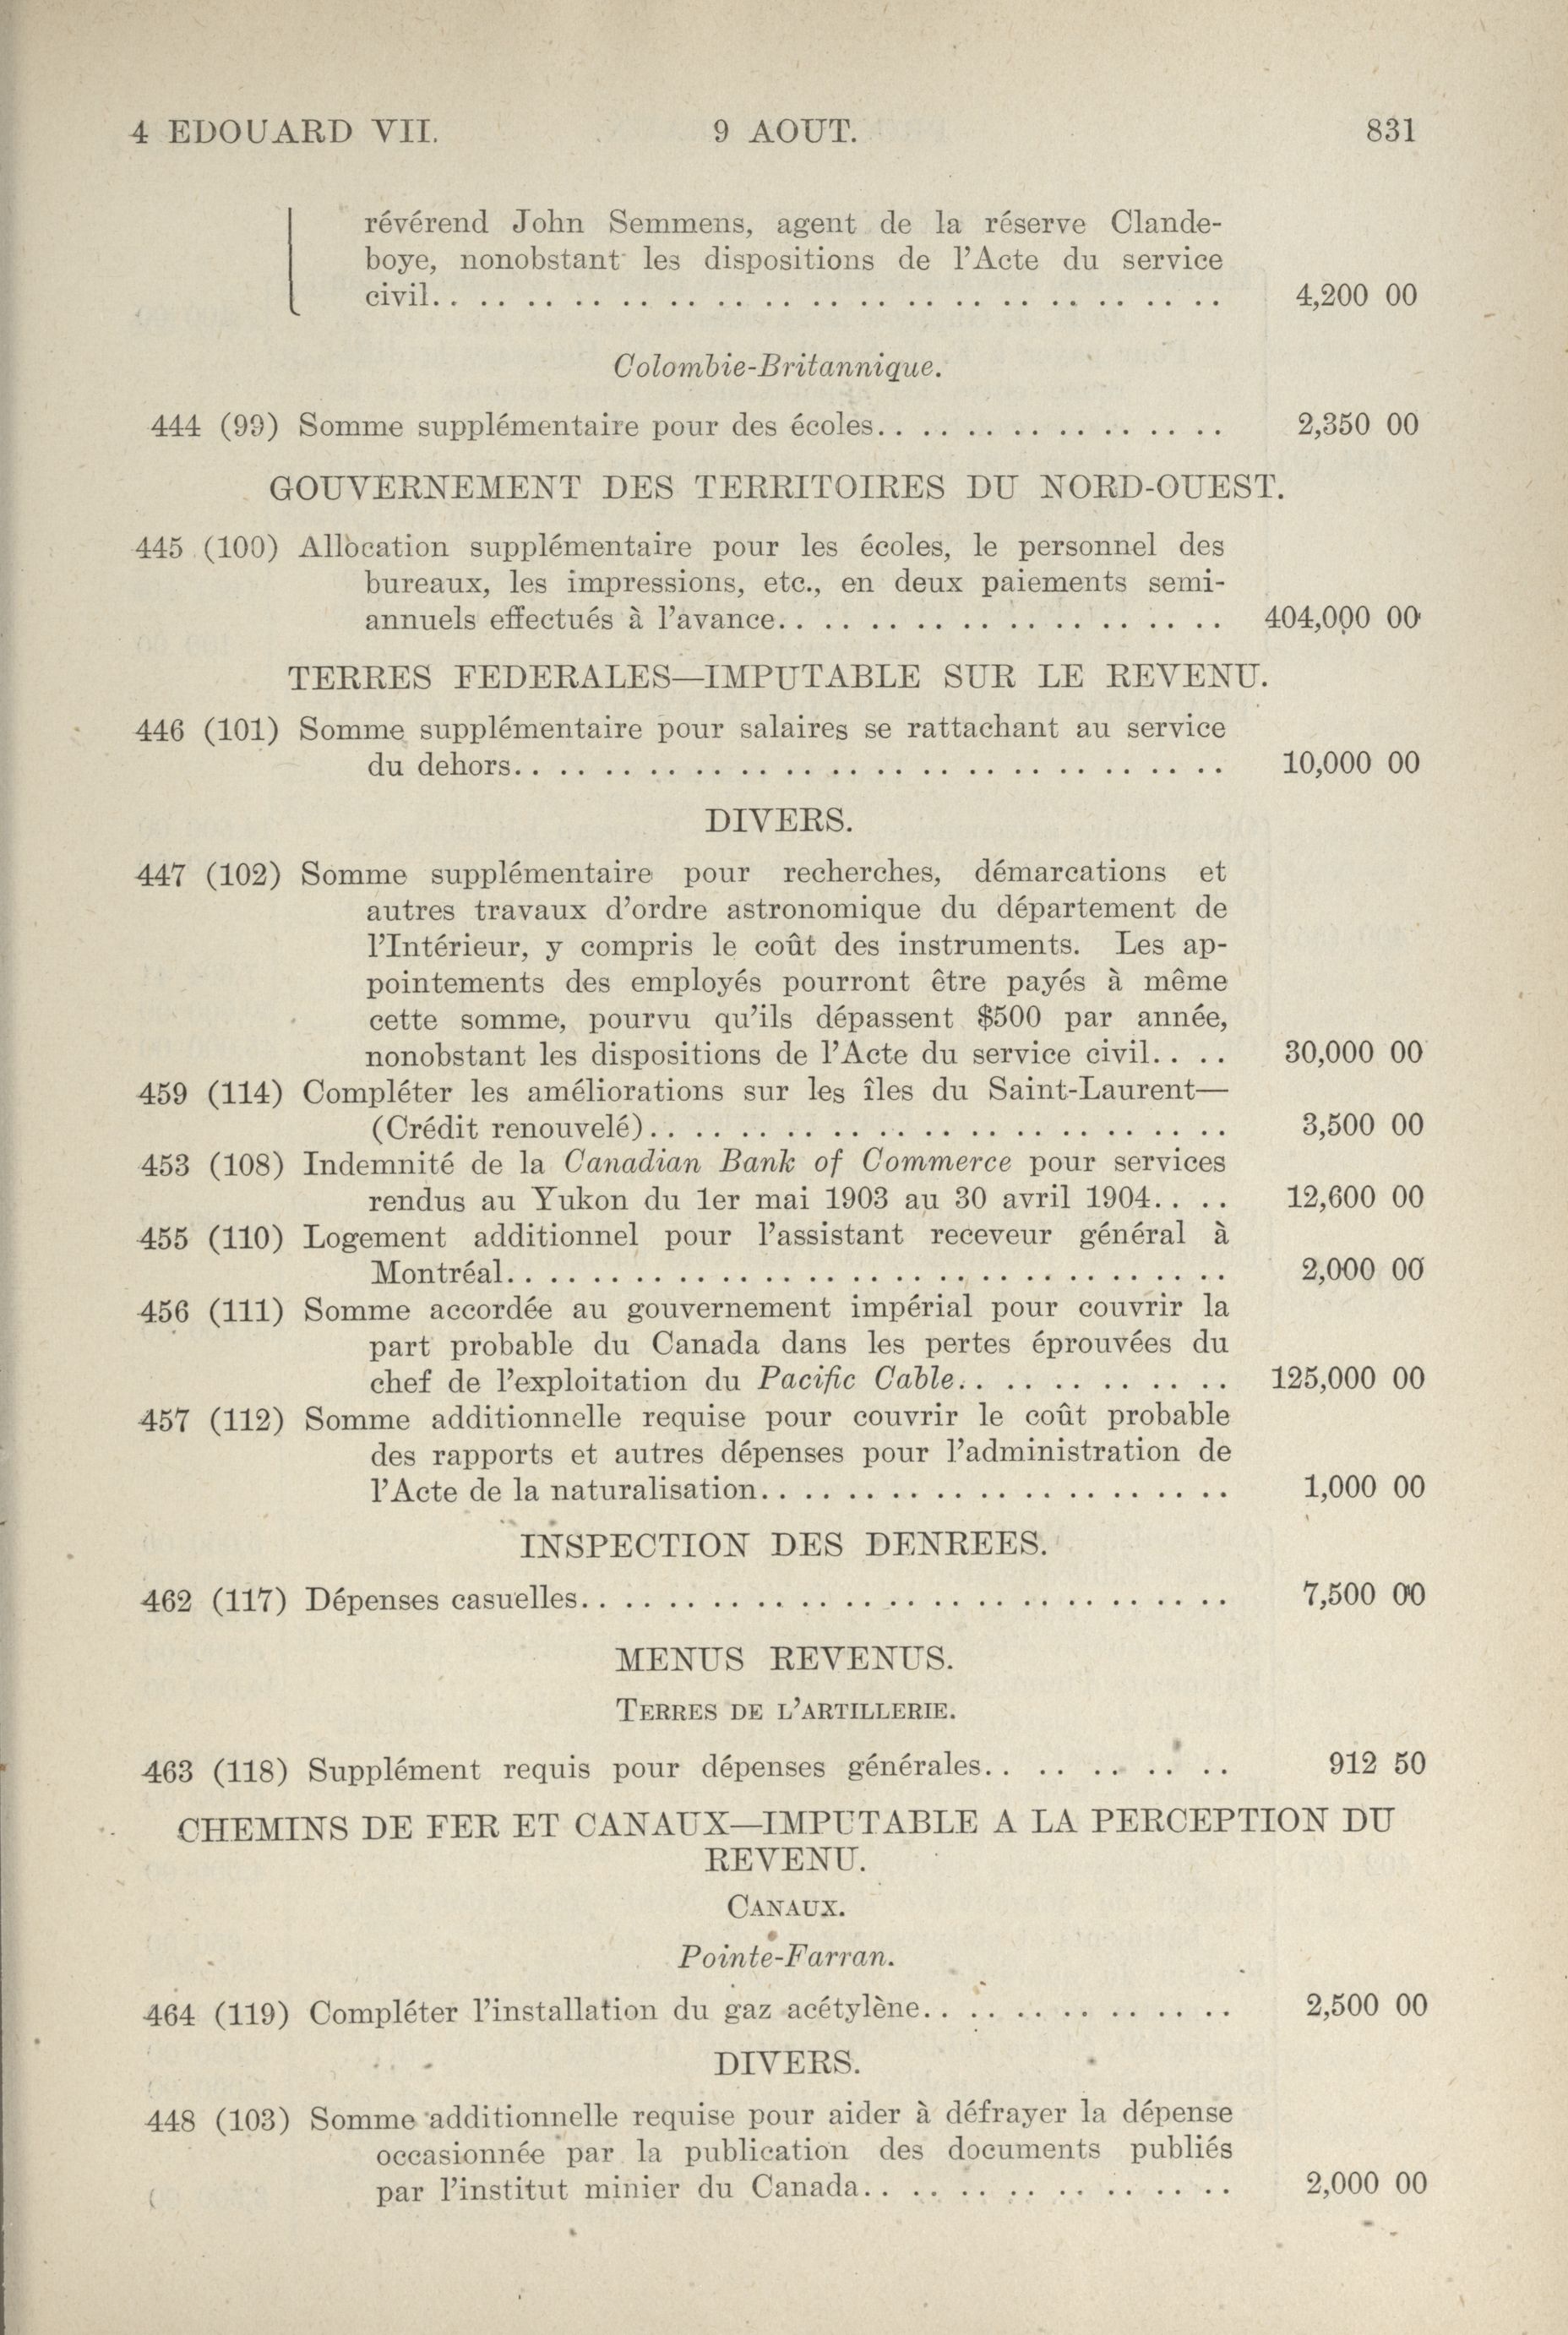 4 EDOUARD VII. 9 AOUT. 831
révérend John Semmens, agent de la réserve Clande-
boye, nonobstant les dispositions de l'Acte du service
civil. . . . . . . . . . . . . . . . . . . . . . . . . . . . . . . . . . 4,200 00
Colombie-Britannique.
444 (99) Somme supplémentaire pour des écoles. . . . . . . . . . . . . . . . 2,350 00
GOUVERNEMENT DES TERRITOIRES DU NORD-OUEST.
445 (100) Allocation supplémentaire pour les écoles, le personnel des
bureaux, les impressions, etc., en deux paiements semi-
annuels effectués à l'avance. . . . . . . . . . . . . . . . . . . . 404,000 00
TERRES FEDERALES—IMPUTABLE SUR LE REVENU.
446 (101) Somme supplémentaire pour salaires se rattachant au service
du dehors. . . . . . . . . . . . . . . . . . . . . . . . . . . . . . . . 10,000 00
DIVERS.
447 (102) Somme supplémentaire pour recherches, démarcations et
autres travaux d'ordre astronomique du département de
l'Intérieur, y compris le coût des instruments. Les ap-
pointements des employés pourront être payés à même
cette somme, pourvu qu'ils dépassent $500 par année,
nonobstant les dispositions de l'Acte du service civil. . . . 30,000 00
459 (114) Compléter les améliorations sur les îles du Saint-Laurent—
(Crédit renouvelé). . . . . . . . . . . . . . . . . . . . . . . . . . 3,500 00
453 (108) Indemnité de la Canadian Bank of Commerce pour services
rendus au Yukon du 1er mai 1903 au 30 avril 1904. . . . 12,600 00
455 (110) Logement additionnel pour l'assistant receveur général à
Montréal. . . . . . . . . . . . . . . . . . . . . . . . . . . . . . . . 2,000 00
456 (111) Somme accordée au gouvernement impérial pour couvrir la
part probable du Canada dans les pertes éprouvées du
chef de l'exploitation du Pacific Cable. . . . . . . . . . . . 125,000 00
457 (112) Somme additionnelle requise pour couvrir le coût probable
des rapports et autres dépenses pour l'administration de
l'Acte de la naturalisation. . . . . . . . . . . . . . . . . . . . . 1,000 00
INSPECTION DES DENREES.
462 (117) Dépenses casuelles. . . . . . . . . . . . . . . . . . . . . . . . . . . . . 7,500 00
MENUS REVENUS.
TERRES DE L'ARTILLERIE.
463 (118) Supplément requis pour dépenses générales. . . . . . . . . . 912 50
CHEMINS DE FER ET CANAUX—IMPUTABLE A LA PERCEPTION DU
REVENU.
CANAUX.
Pointe-Farran.
464 (119) Compléter l'installation du gaz acétylène. . . . . . . . . . . . . . 2,500 00
DIVERS.
448 (103) Somme additionnelle requise pour aider à défrayer la dépense
occasionnée par la publication des documents publiés
par l'institut minier du Canada. . . . . . . . . . . . . . . . 2,000 00